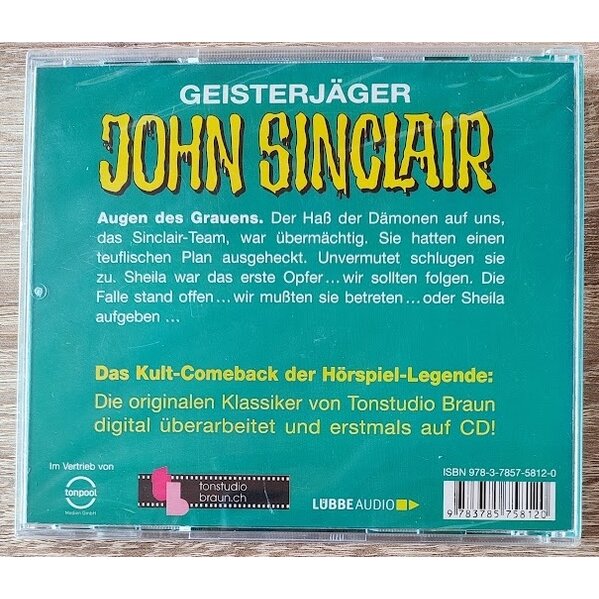 GEISTERJÄGER
JOHN SINCLAIR
Augen des Grauens. Der Haß der Dämonen auf uns,
das Sinclair-Team, war übermächtig. Sie hatten einen
teuflischen Plan ausgeheckt. Unvermutet schlugen sie
zu. Sheila war das erste Opfer ... wir sollten folgen. Die
Falle stand offen ... wir mußten sie betreten ... oder Sheila
aufgeben ...
Das Kult-Comeback der Hörspiel-Legende:
Die originalen Klassiker von Tonstudio Braun
digital überarbeitet und erstmals auf CD!
Im Vertrieb von
tonpool
Medien GmbH
tonstudio
braun.ch
LÜBBE AUDIO
ISBN 978-3-7857-5812-0
9 783785 758120